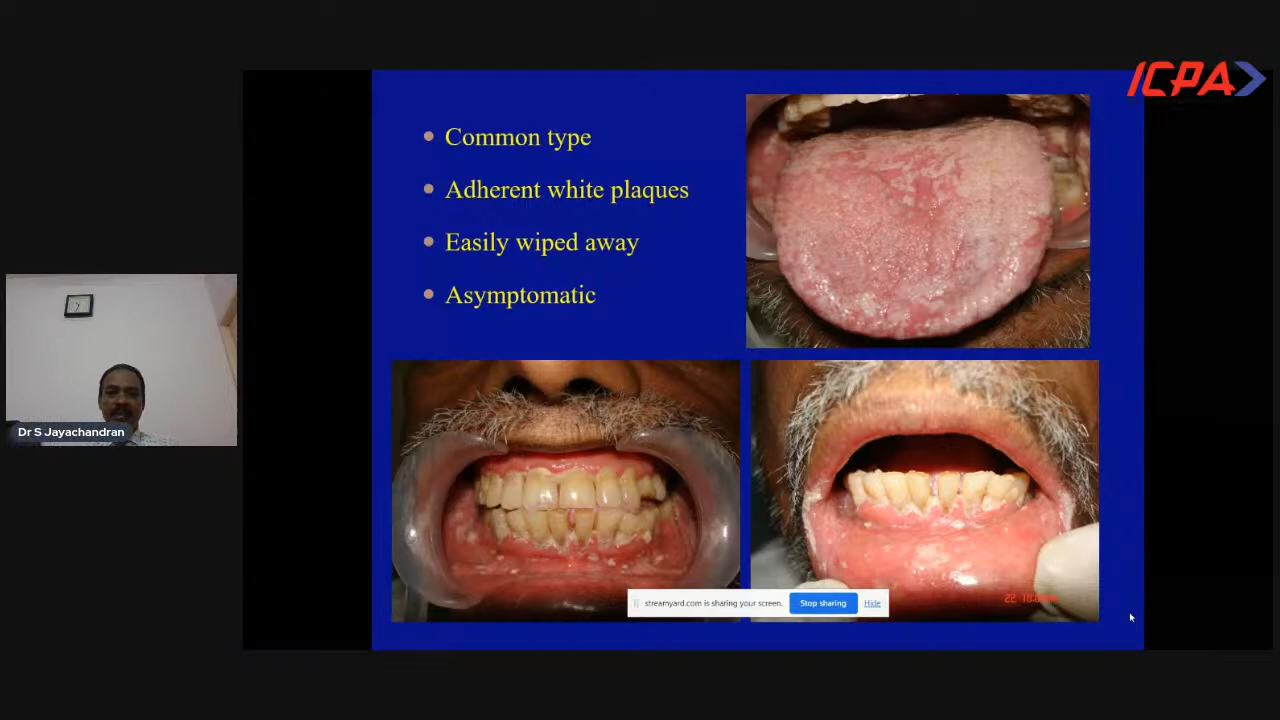 ICPA
Common type
Adherent white plaques
Easily wiped away
Asymptomatic
Dr S Jayachandran
streamyard.com is sharing your screen.
Stop sharing
Hide